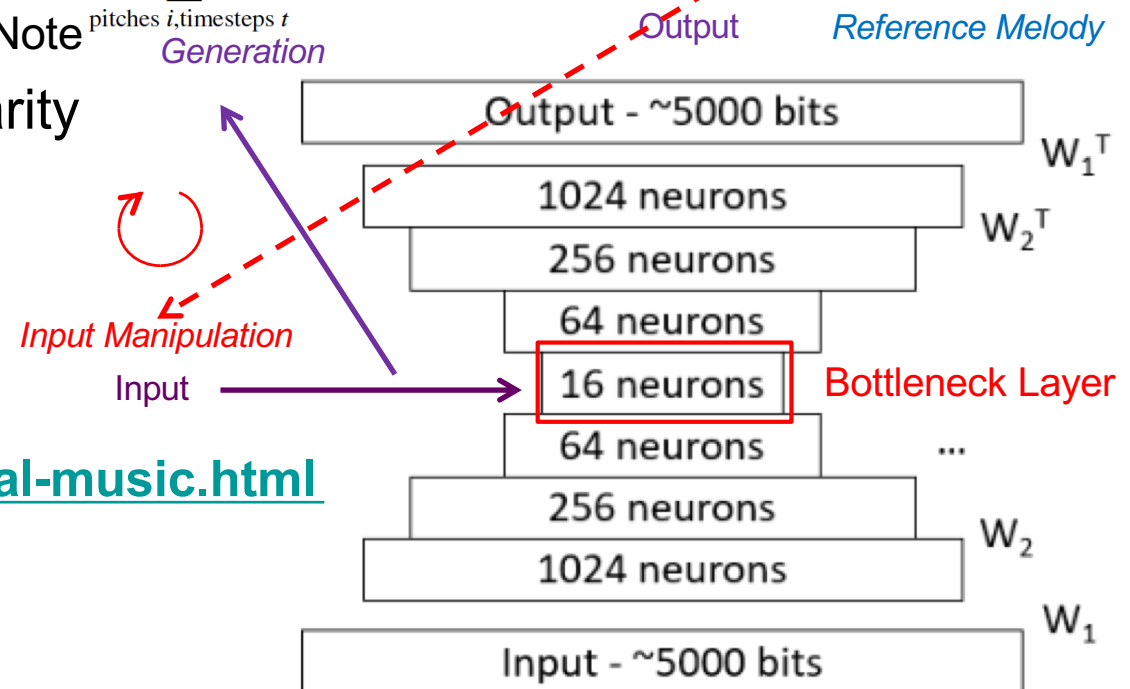 pitches i,timesteps t
Note
Generation
Output
Reference Melody
arity
Output - ~5000 bits
W₁ᵀ
1024 neurons
W₂ᵀ
256 neurons
64 neurons
Input Manipulation
Input
16 neurons
Bottleneck Layer
64 neurons
...
al-music.html
256 neurons
W₂
1024 neurons
W₁
Input - ~5000 bits